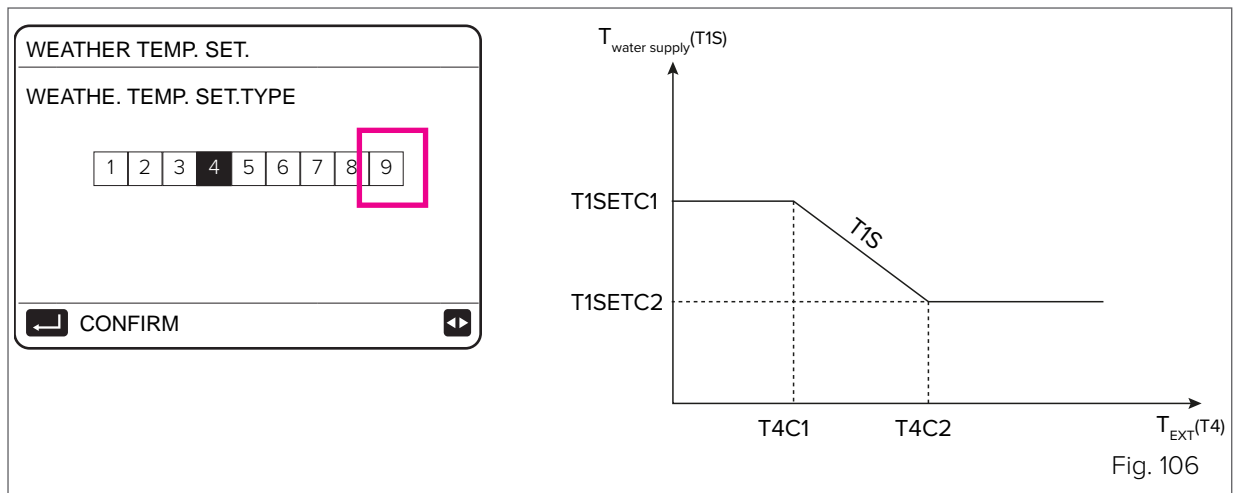 WEATHER TEMP. SET.
WEATHE. TEMP. SET.TYPE
1 2 3 4 5 6 7 8 9
CONFIRM
T water supply (T1S)
T1SETC1
T1S
T1SETC2
T4C1 T4C2
T EXT (T4)
Fig. 106